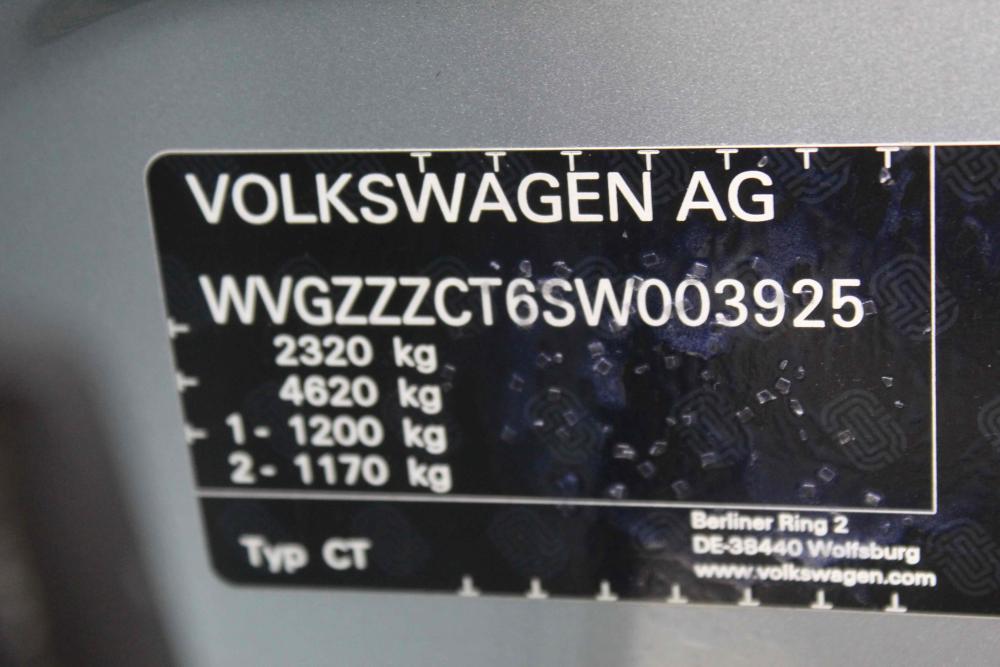 VOLKSWAGEN AG
WVGZZZCT6SW003925
2320 kg
4620 kg
1- 1200 kg
2- 1170 kg
Typ CT
Berliner Ring 2
DE-38440 Wolfsburg
www.volkswagen.com